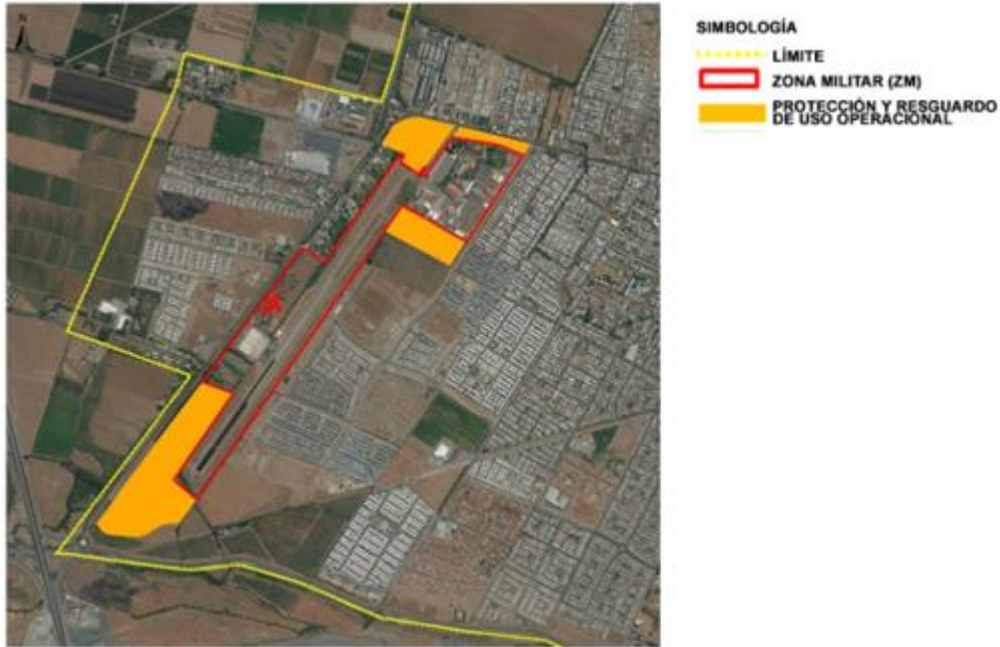 N
SIMBOLOGÍA
LÍMITE
ZONA MILITAR (ZM)
PROTECCIÓN Y RESGUARDO
DE USO OPERACIONAL